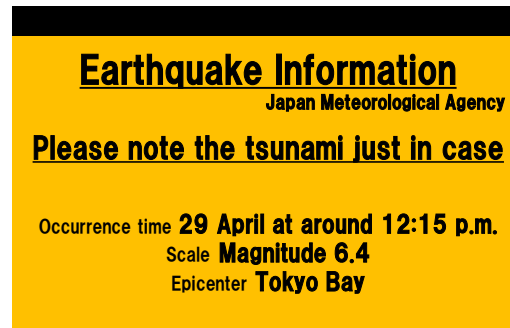 Earthquake Information
Japan Meteorological Agency
Please note the tsunami just in case
Occurrence time 29 April at around 12:15 p.m.
Scale Magnitude 6.4
Epicenter Tokyo Bay